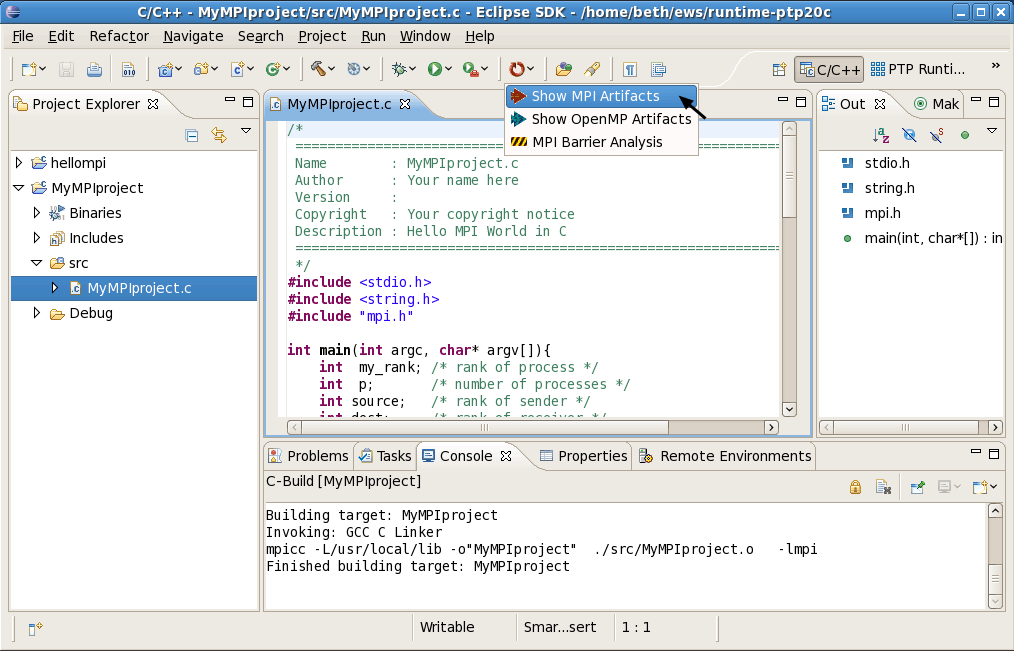 C/C++ - MyMPIproject/src/MyMPIproject.c - Eclipse SDK - /home/beth/ews/runtime-ptp20c
File Edit Refactor Navigate Search Project Run Window Help
C/C++ PTP Runti... »
Project Explorer
hellompi
MyMPIproject
Binaries
Includes
src
MyMPIproject.c
Debug
MyMPIproject.c
Show MPI Artifacts
Show OpenMP Artifacts
MPI Barrier Analysis
/*
============================================================
Name        : MyMPIproject.c
Author      : Your name here
Version     :
Copyright   : Your copyright notice
Description : Hello MPI World in C
============================================================
*/
#include <stdio.h>
#include <string.h>
#include "mpi.h"
int main(int argc, char* argv[]){
int  my_rank; /* rank of process */
int  p;       /* number of processes */
int source;   /* rank of sender */
int dest;     /* rank of receiver */
Out Mak
stdio.h
string.h
mpi.h
main(int, char*[]) : in
Problems Tasks Console Properties Remote Environments
C-Build [MyMPIproject]
Building target: MyMPIproject
Invoking: GCC C Linker
mpicc -L/usr/local/lib -o"MyMPIproject"  ./src/MyMPIproject.o   -lmpi
Finished building target: MyMPIproject
Writable Smar...sert 1 : 1